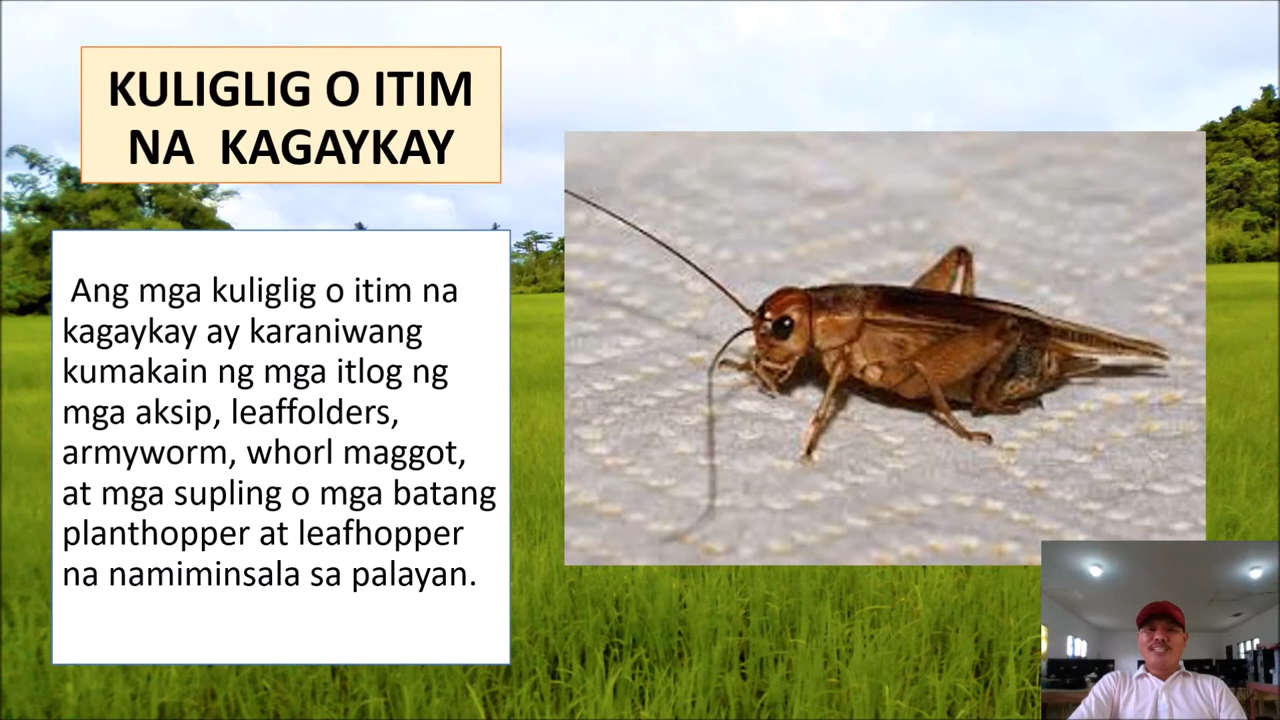 KULIGLIG O ITIM
NA KAGAYKAY
Ang mga kuliglig o itim na
kagaykay ay karaniwang
kumakain ng mga itlog ng
mga aksip, leaffolders,
armyworm, whorl maggot,
at mga supling o mga batang
planthopper at leafhopper
na namiminsala sa palayan.